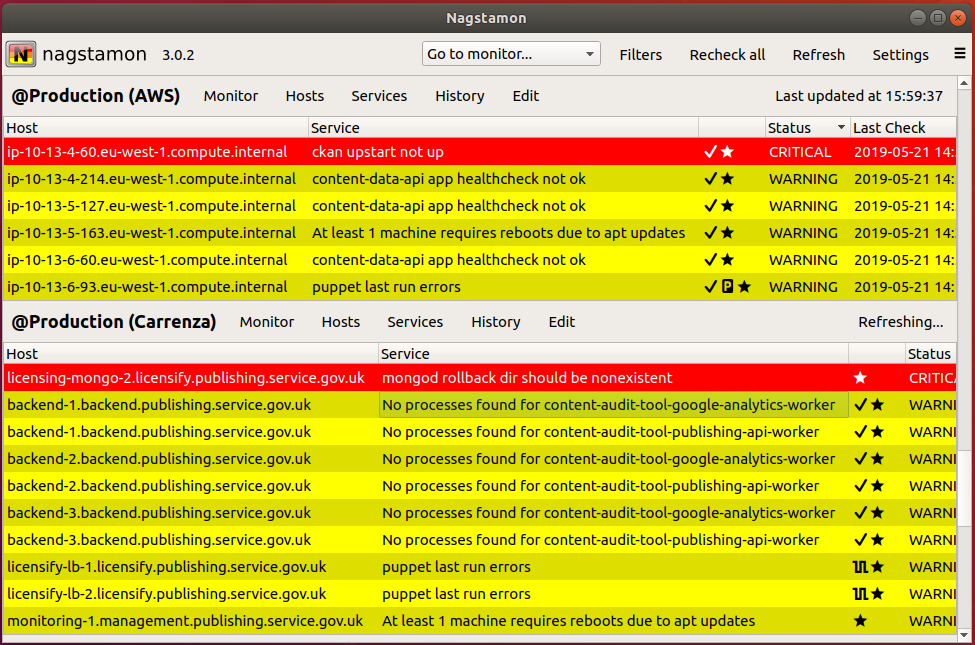 Nagstamon
nagstamon 3.0.2 Go to monitor... Filters Recheck all Refresh Settings
@Production (AWS) Monitor Hosts Services History Edit Last updated at 15:59:37
Host Service Status Last Check
ip-10-13-4-60.eu-west-1.compute.internal ckan upstart not up CRITICAL 2019-05-21 14:
ip-10-13-4-214.eu-west-1.compute.internal content-data-api app healthcheck not ok WARNING 2019-05-21 14:
ip-10-13-5-127.eu-west-1.compute.internal content-data-api app healthcheck not ok WARNING 2019-05-21 14:
ip-10-13-5-163.eu-west-1.compute.internal At least 1 machine requires reboots due to apt updates WARNING 2019-05-21 14:
ip-10-13-6-60.eu-west-1.compute.internal content-data-api app healthcheck not ok WARNING 2019-05-21 14:
ip-10-13-6-93.eu-west-1.compute.internal puppet last run errors P WARNING 2019-05-21 14:
@Production (Carrenza) Monitor Hosts Services History Edit Refreshing...
Host Service Status
licensing-mongo-2.licensify.publishing.service.gov.uk mongod rollback dir should be nonexistent CRITIC
backend-1.backend.publishing.service.gov.uk No processes found for content-audit-tool-google-analytics-worker WARNI
backend-1.backend.publishing.service.gov.uk No processes found for content-audit-tool-publishing-api-worker WARNI
backend-2.backend.publishing.service.gov.uk No processes found for content-audit-tool-google-analytics-worker WARNI
backend-2.backend.publishing.service.gov.uk No processes found for content-audit-tool-publishing-api-worker WARNI
backend-3.backend.publishing.service.gov.uk No processes found for content-audit-tool-google-analytics-worker WARNI
backend-3.backend.publishing.service.gov.uk No processes found for content-audit-tool-publishing-api-worker WARNI
licensify-lb-1.licensify.publishing.service.gov.uk puppet last run errors WARNI
licensify-lb-2.licensify.publishing.service.gov.uk puppet last run errors WARNI
monitoring-1.management.publishing.service.gov.uk At least 1 machine requires reboots due to apt updates WARNI